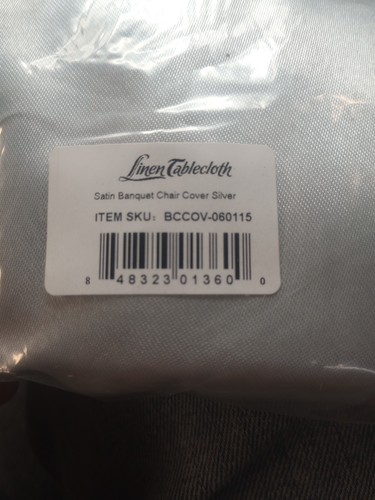 Linen Tablecloth
Satin Banquet Chair Cover Silver
ITEM SKU: BCCOV-060115
8 48323 01360 0